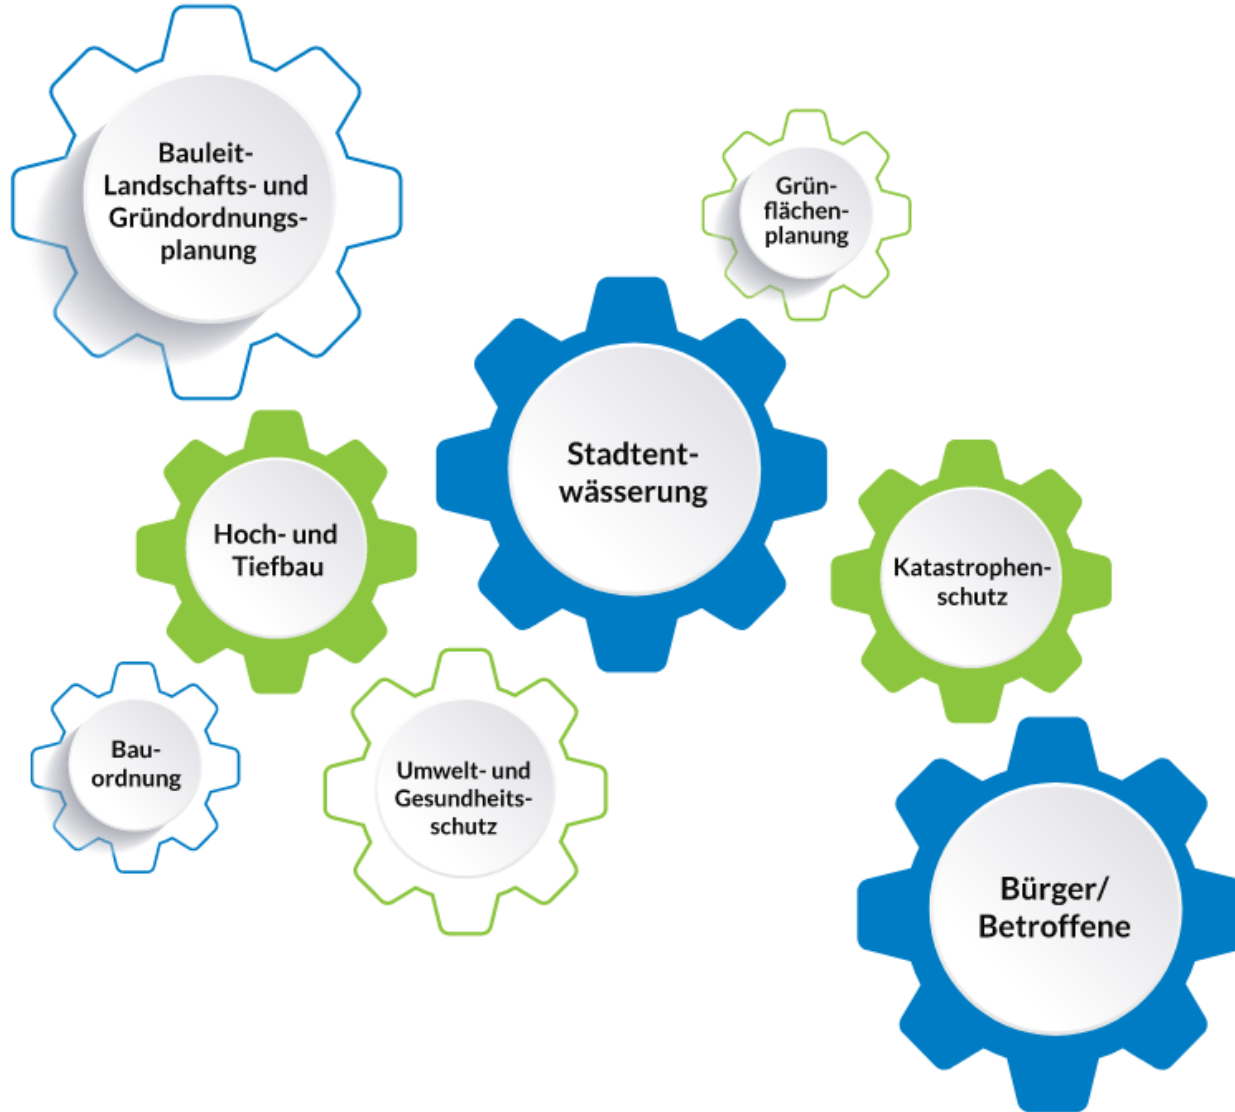 Bauleit-
Landschafts- und
Gründordnungs-
planung
Grün-
flächen-
planung
Stadtent-
wässerung
Hoch- und
Tiefbau
Katastrophen-
schutz
Bau-
ordnung
Umwelt- und
Gesundheits-
schutz
Bürger/
Betroffene